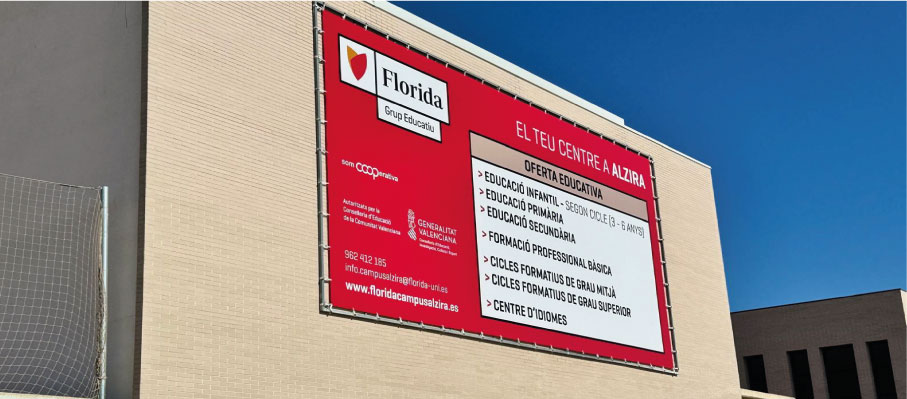 Florida
Grup Educatiu
som cooperativa
Autoritzats per la
Conselleria d'Educació
de la Comunitat Valenciana
GENERALITAT
VALENCIANA
962 412 185
info.campusalzira@florida-uni.es
www.floridacampusalzira.es
EL TEU CENTRE A ALZIRA
OFERTA EDUCATIVA
> EDUCACIÓ INFANTIL - SEGON CICLE [3 - 6 ANYS]
> EDUCACIÓ PRIMÀRIA
> EDUCACIÓ SECUNDÀRIA
> FORMACIÓ PROFESSIONAL BÀSICA
> CICLES FORMATIUS DE GRAU MITJÀ
> CICLES FORMATIUS DE GRAU SUPERIOR
> CENTRE D'IDIOMES